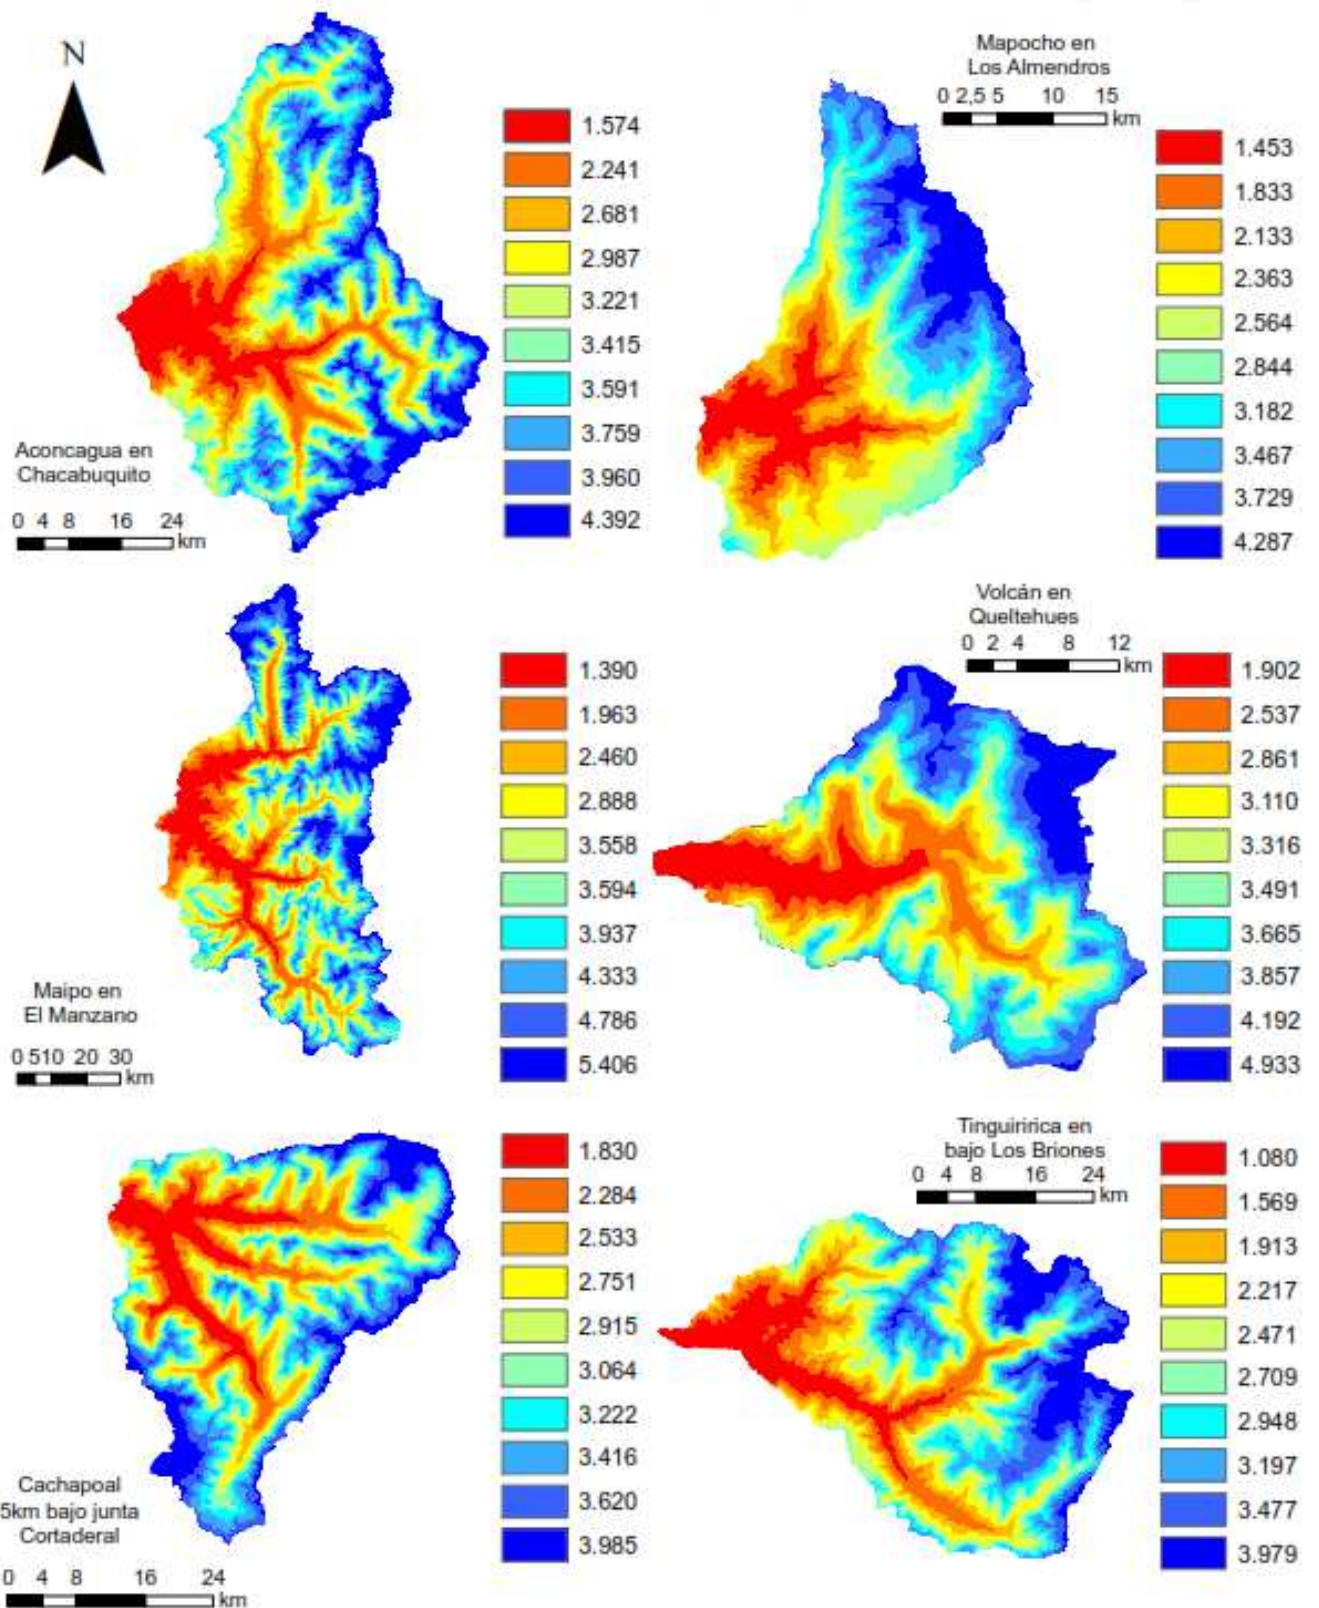 N
1.574
2.241
2.681
2.987
3.221
3.415
3.591
3.759
3.960
4.392
Aconcagua en
Chacabuquito
0 4 8 16 24
km
Mapocho en
Los Almendros
0 2,5 5 10 15
km
1.453
1.833
2.133
2.363
2.564
2.844
3.182
3.467
3.729
4.287
1.390
1.963
2.460
2.888
3.558
3.594
3.937
4.333
4.786
5.406
Maipo en
El Manzano
0 510 20 30
km
Volcán en
Queltehues
0 2 4 8 12
km
1.902
2.537
2.861
3.110
3.316
3.491
3.665
3.857
4.192
4.933
1.830
2.284
2.533
2.751
2.915
3.064
3.222
3.416
3.620
3.985
Cachapoal
5km bajo junta
Cortaderal
0 4 8 16 24
km
Tinguiririca en
bajo Los Briones
0 4 8 16 24
km
1.080
1.569
1.913
2.217
2.471
2.709
2.948
3.197
3.477
3.979